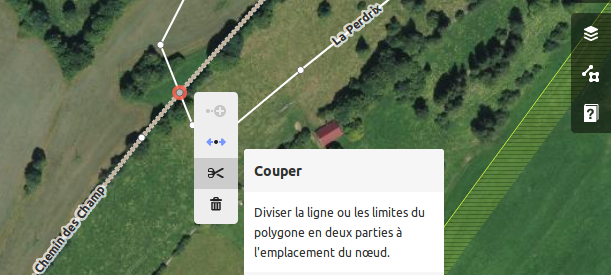 La Perdrix
Chemin des Champ
Couper
Diviser la ligne ou les limites du
polygone en deux parties à
l'emplacement du nœud.